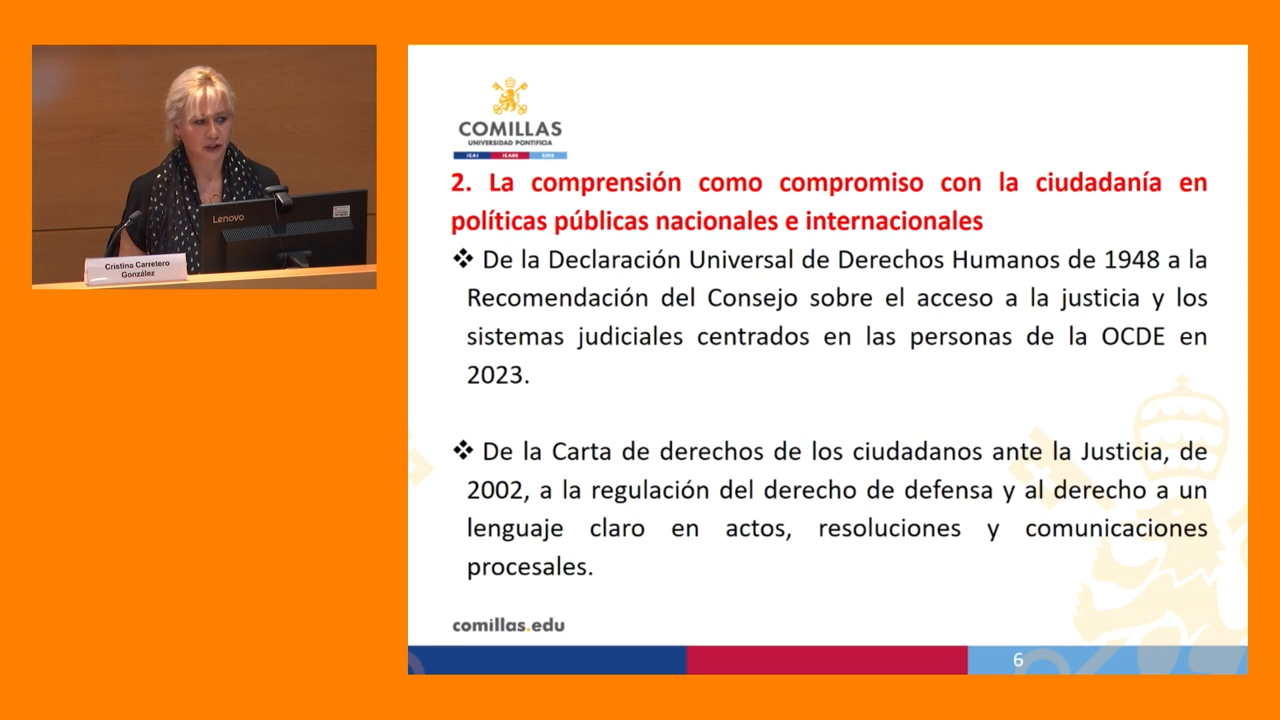 Lenovo
Cristina Carretero
González
COMILLAS
UNIVERSIDAD PONTIFICIA
ICAI ICADE CIHS
2. La comprensión como compromiso con la ciudadanía en
políticas públicas nacionales e internacionales
❖ De la Declaración Universal de Derechos Humanos de 1948 a la
Recomendación del Consejo sobre el acceso a la justicia y los
sistemas judiciales centrados en las personas de la OCDE en
2023.
❖ De la Carta de derechos de los ciudadanos ante la Justicia, de
2002, a la regulación del derecho de defensa y al derecho a un
lenguaje claro en actos, resoluciones y comunicaciones
procesales.
comillas.edu
6